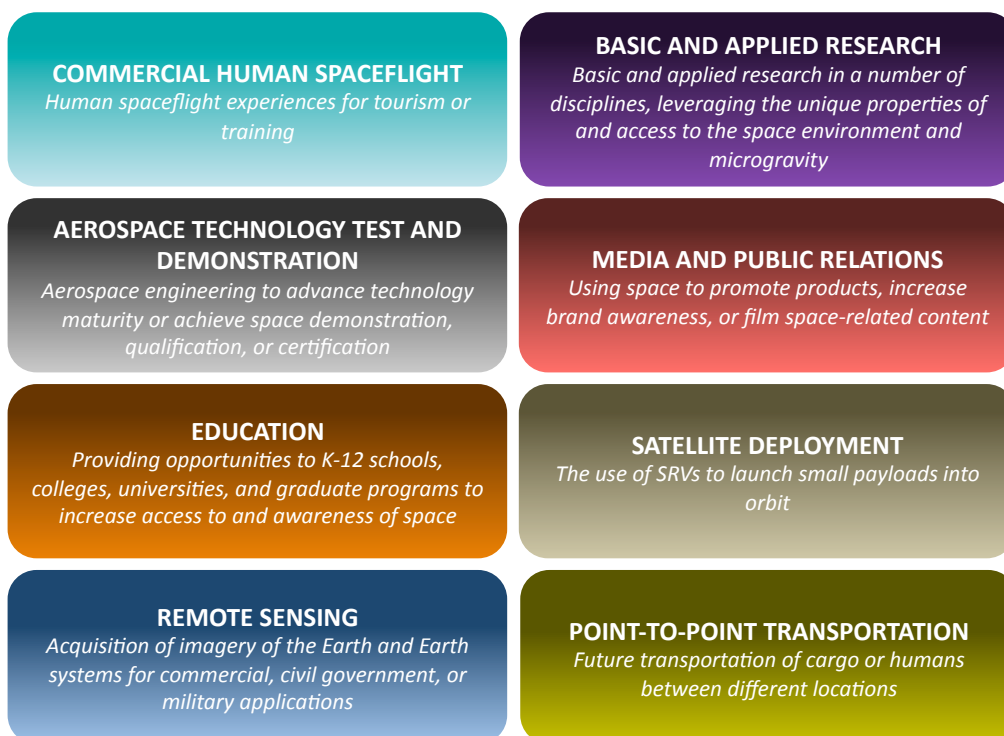 COMMERCIAL HUMAN SPACEFLIGHT
Human spaceflight experiences for tourism or
training
BASIC AND APPLIED RESEARCH
Basic and applied research in a number of
disciplines, leveraging the unique properties of
and access to the space environment and
microgravity
AEROSPACE TECHNOLOGY TEST AND
DEMONSTRATION
Aerospace engineering to advance technology
maturity or achieve space demonstration,
qualification, or certification
MEDIA AND PUBLIC RELATIONS
Using space to promote products, increase
brand awareness, or film space-related content
EDUCATION
Providing opportunities to K-12 schools,
colleges, universities, and graduate programs to
increase access to and awareness of space
SATELLITE DEPLOYMENT
The use of SRVs to launch small payloads into
orbit
REMOTE SENSING
Acquisition of imagery of the Earth and Earth
systems for commercial, civil government, or
military applications
POINT-TO-POINT TRANSPORTATION
Future transportation of cargo or humans
between different locations